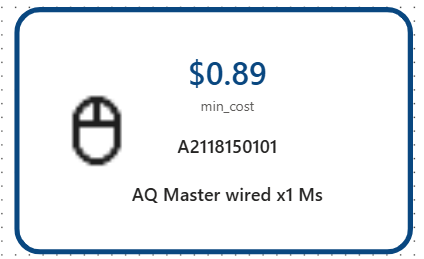 $0.89
min_cost
A2118150101
AQ Master wired x1 Ms